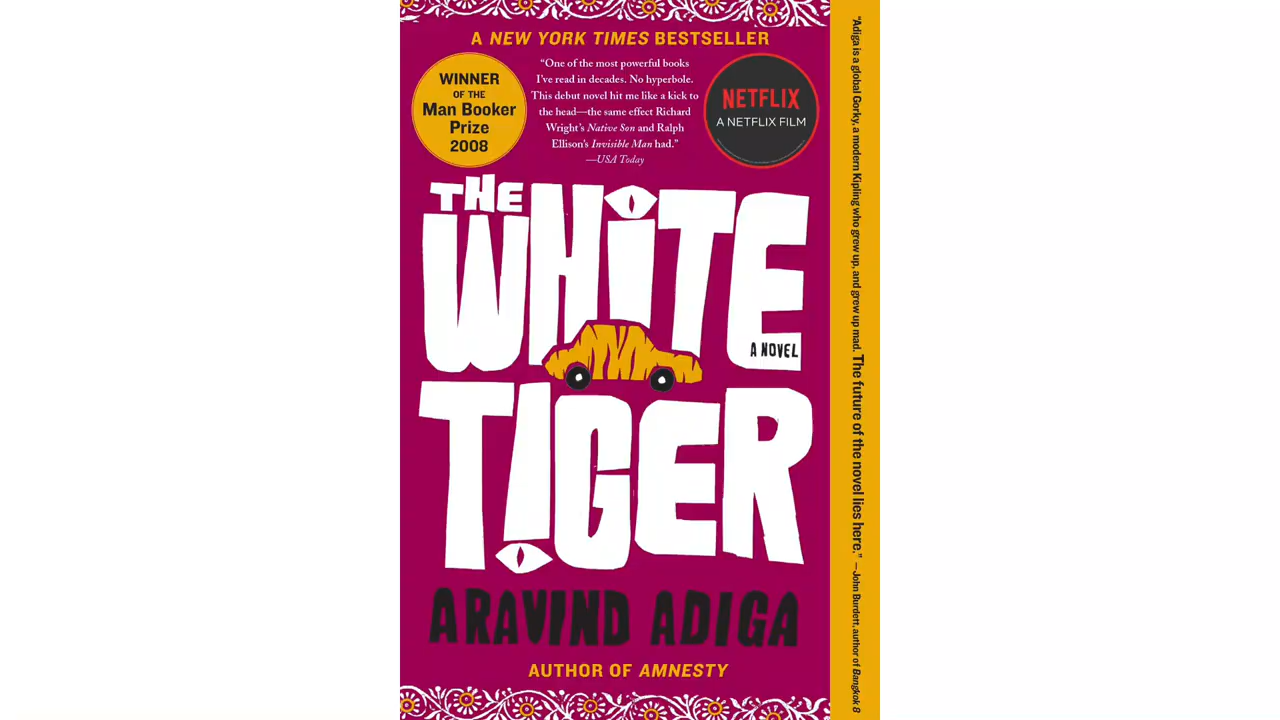 A NEW YORK TIMES BESTSELLER
WINNER
OF THE
Man Booker
Prize
2008
“One of the most powerful books
I’ve read in decades. No hyperbole.
This debut novel hit me like a kick to
the head—the same effect Richard
Wright’s Native Son and Ralph
Ellison’s Invisible Man had.”
—USA Today
NETFLIX
A NETFLIX FILM
THE
WHITE
A NOVEL
TIGER
ARAVIND ADIGA
AUTHOR OF AMNESTY
“Adiga is a global Gorky, a modern Kipling who grew up, and grew up mad. The future of the novel lies here.” —John Burdett, author of Bangkok 8